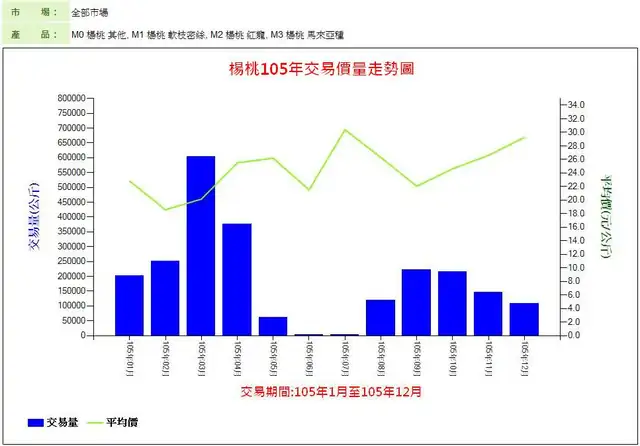 市　　場： 全部市場
產　　品： M0 楊桃 其他, M1 楊桃 軟枝密絲, M2 楊桃 紅龍, M3 楊桃 馬來亞種
楊桃105年交易價量走勢圖
交易量(公斤)
800000
750000
700000
650000
600000
550000
500000
450000
400000
350000
300000
250000
200000
150000
100000
50000
0
34.0
32.0
30.0
28.0
26.0
24.0
22.0
20.0
18.0
16.0
14.0
12.0
10.0
8.0
6.0
4.0
2.0
0.0
平均價(元/公斤)
105年01月
105年02月
105年03月
105年04月
105年05月
105年06月
105年07月
105年08月
105年09月
105年10月
105年11月
105年12月
交易期間:105年1月至105年12月
交易量 平均價